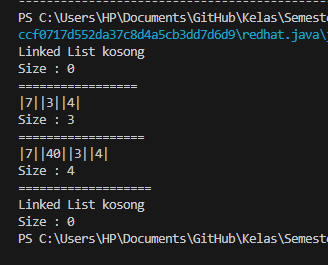 PS C:\Users\HP\Documents\GitHub\Kelas\Semeste
ccf0717d552da37c8d4a5cb3dd7d6d9\redhat.java\
Linked List kosong
Size : 0
=================
|7||3||4|
Size : 3
==================
|7||40||3||4|
Size : 4
===================
Linked List kosong
Size : 0
PS C:\Users\HP\Documents\GitHub\Kelas\Semeste